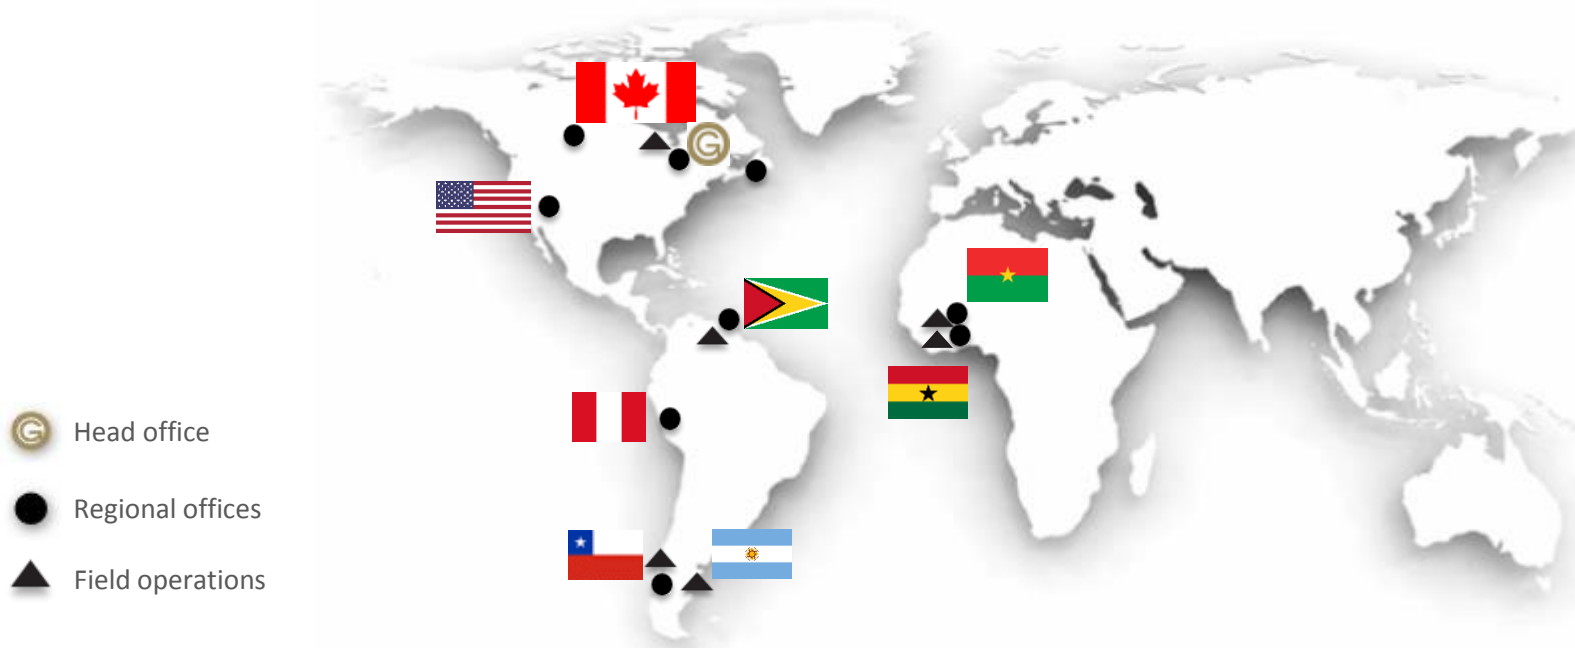 G
G
Head office
Regional offices
Field operations